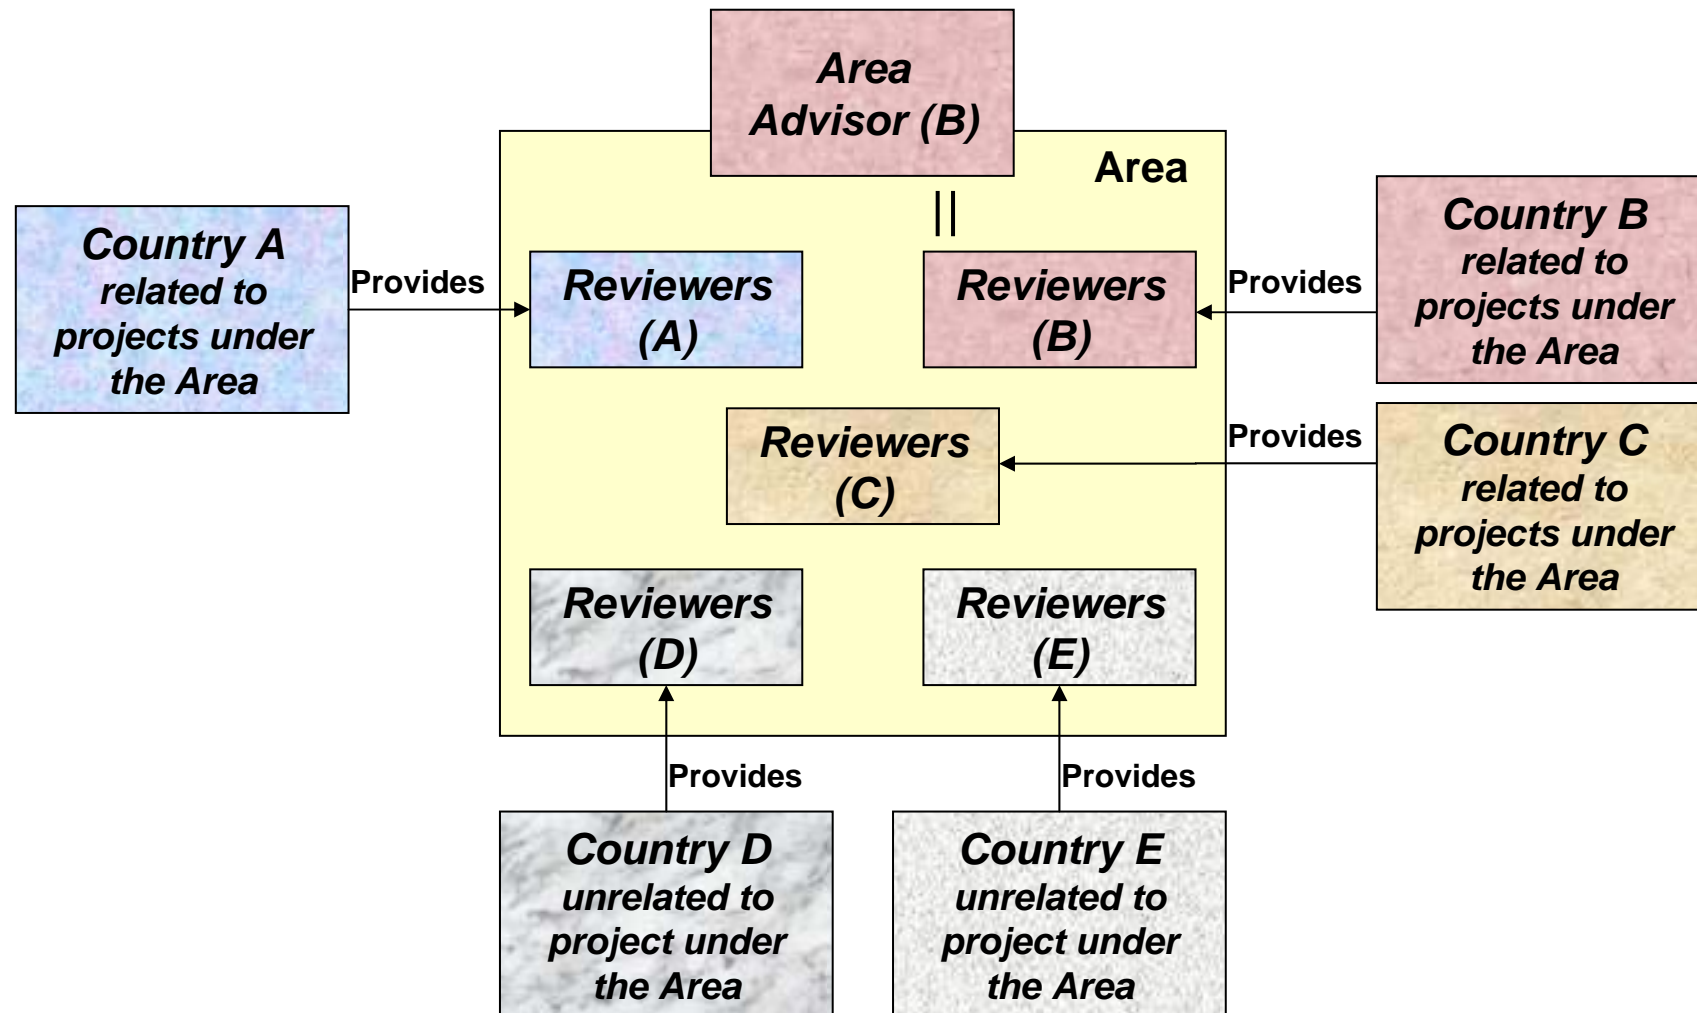 Area
Advisor (B)
Area
||
Country A
related to
projects under
the Area
Provides
Reviewers
(A)
Reviewers
(B)
Provides
Country B
related to
projects under
the Area
Reviewers
(C)
Provides
Country C
related to
projects under
the Area
Reviewers
(D)
Reviewers
(E)
Provides
Provides
Country D
unrelated to
project under
the Area
Country E
unrelated to
project under
the Area